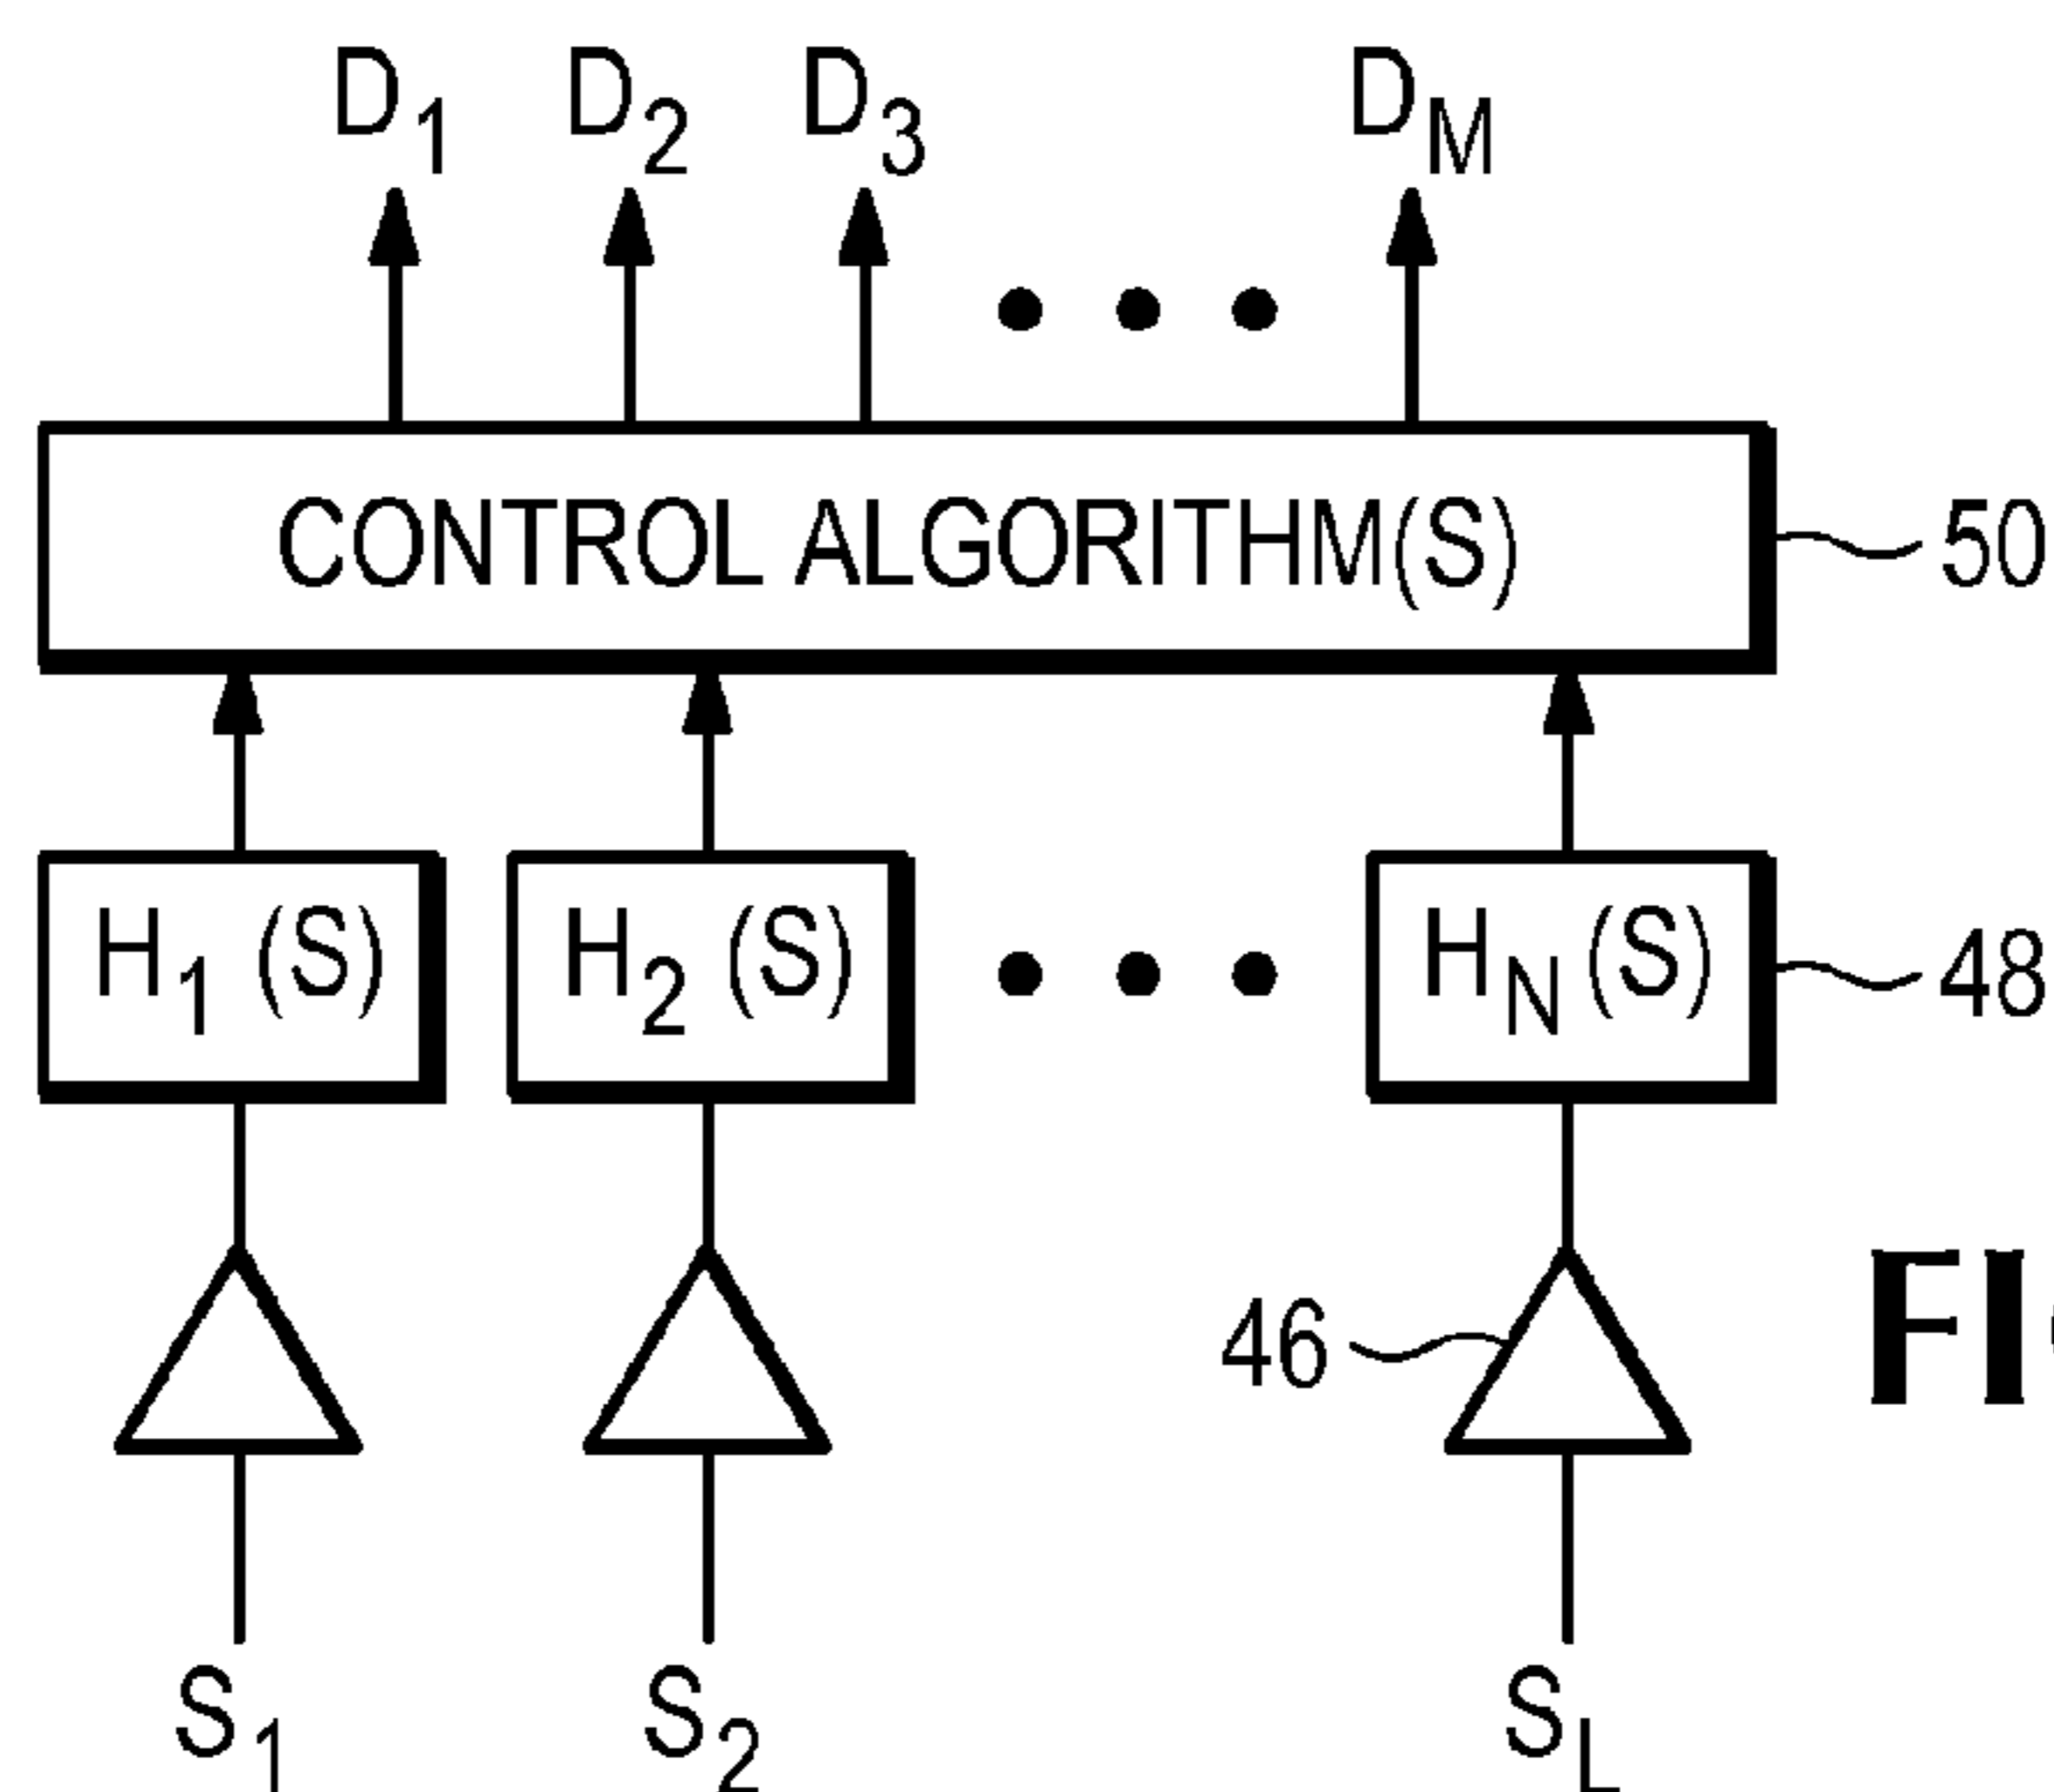 D1 D2 D3 DM
CONTROL ALGORITHM(S) 50
H1 (S) H2 (S) HN (S) 48
46
S1 S2 SL